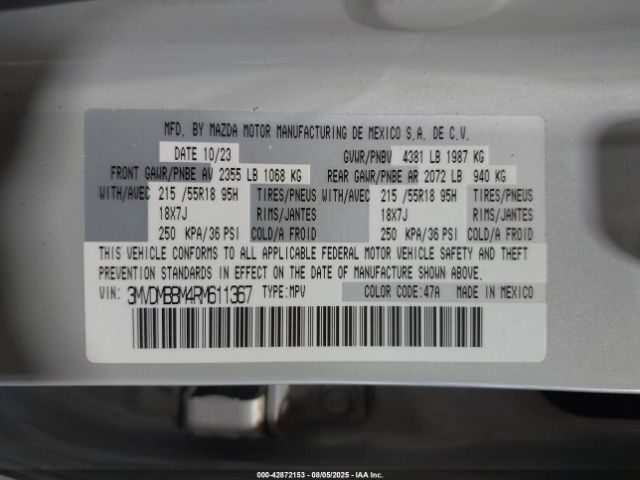 MFD. BY MAZDA MOTOR MANUFACTURING DE MEXICO S.A. DE C.V.
DATE 10/23 GVWR/PNBV 4381 LB 1987 KG
FRONT GAWR/PNBE AV 2355 LB 1068 KG REAR GAWR/PNBE AR 2072 LB 940 KG
WITH/AVEC 215 /55R18 95H TIRES/PNEUS WITH/AVEC 215 /55R18 95H TIRES/PNEUS
18X7J RIMS/JANTES 18X7J RIMS/JANTES
250 KPA/36 PSI COLD/A FROID 250 KPA/36 PSI COLD/A FROID
THIS VEHICLE CONFORMS TO ALL APPLICABLE FEDERAL MOTOR VEHICLE SAFETY AND THEFT
PREVENTION STANDARDS IN EFFECT ON THE DATE OF MANUFACTURE SHOWN ABOVE.
VIN: 3MVDMBBM4RM611367 TYPE:MPV COLOR CODE:47A MADE IN MEXICO
000-42872153 - 08/05/2025 - Copyright © 2025 IAA, Inc.